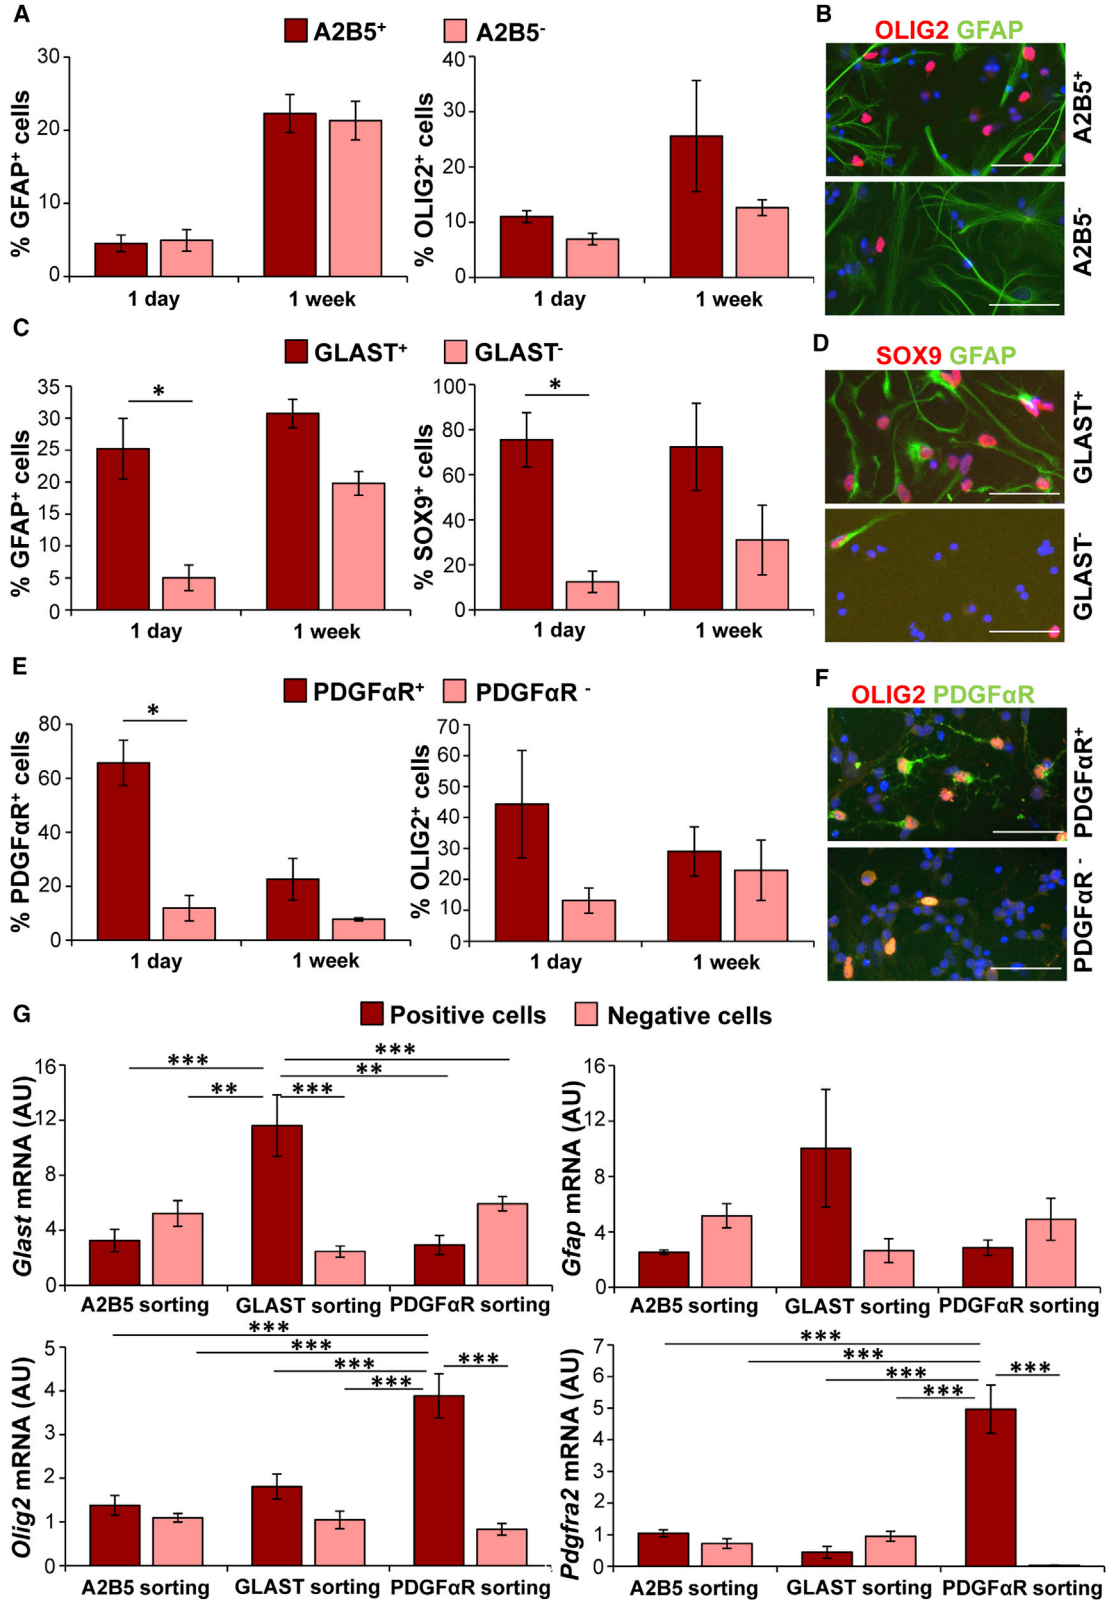 A
A2B5+
A2B5-
% GFAP+ cells
30
20
10
0
1 day
1 week
% OLIG2+ cells
40
30
20
10
0
1 day
1 week
B
OLIG2 GFAP
A2B5+
A2B5-
C
GLAST+
GLAST-
% GFAP+ cells
35
30
25
20
15
10
5
0
*
1 day
1 week
% SOX9+ cells
100
80
60
40
20
0
*
1 day
1 week
D
SOX9 GFAP
GLAST+
GLAST-
E
PDGFαR+
PDGFαR -
% PDGFαR+ cells
80
60
40
20
0
*
1 day
1 week
% OLIG2+ cells
70
60
50
40
30
20
10
0
1 day
1 week
F
OLIG2 PDGFαR
PDGFαR+
PDGFαR -
G
Positive cells
Negative cells
Glast mRNA (AU)
16
12
8
4
0
***
***
**
**
***
A2B5 sorting
GLAST sorting
PDGFαR sorting
Gfap mRNA (AU)
16
12
8
4
0
A2B5 sorting
GLAST sorting
PDGFαR sorting
Olig2 mRNA (AU)
5
4
3
2
1
0
***
***
***
***
***
A2B5 sorting
GLAST sorting
PDGFαR sorting
Pdgfra2 mRNA (AU)
7
6
5
4
3
2
1
0
***
***
***
***
***
A2B5 sorting
GLAST sorting
PDGFαR sorting